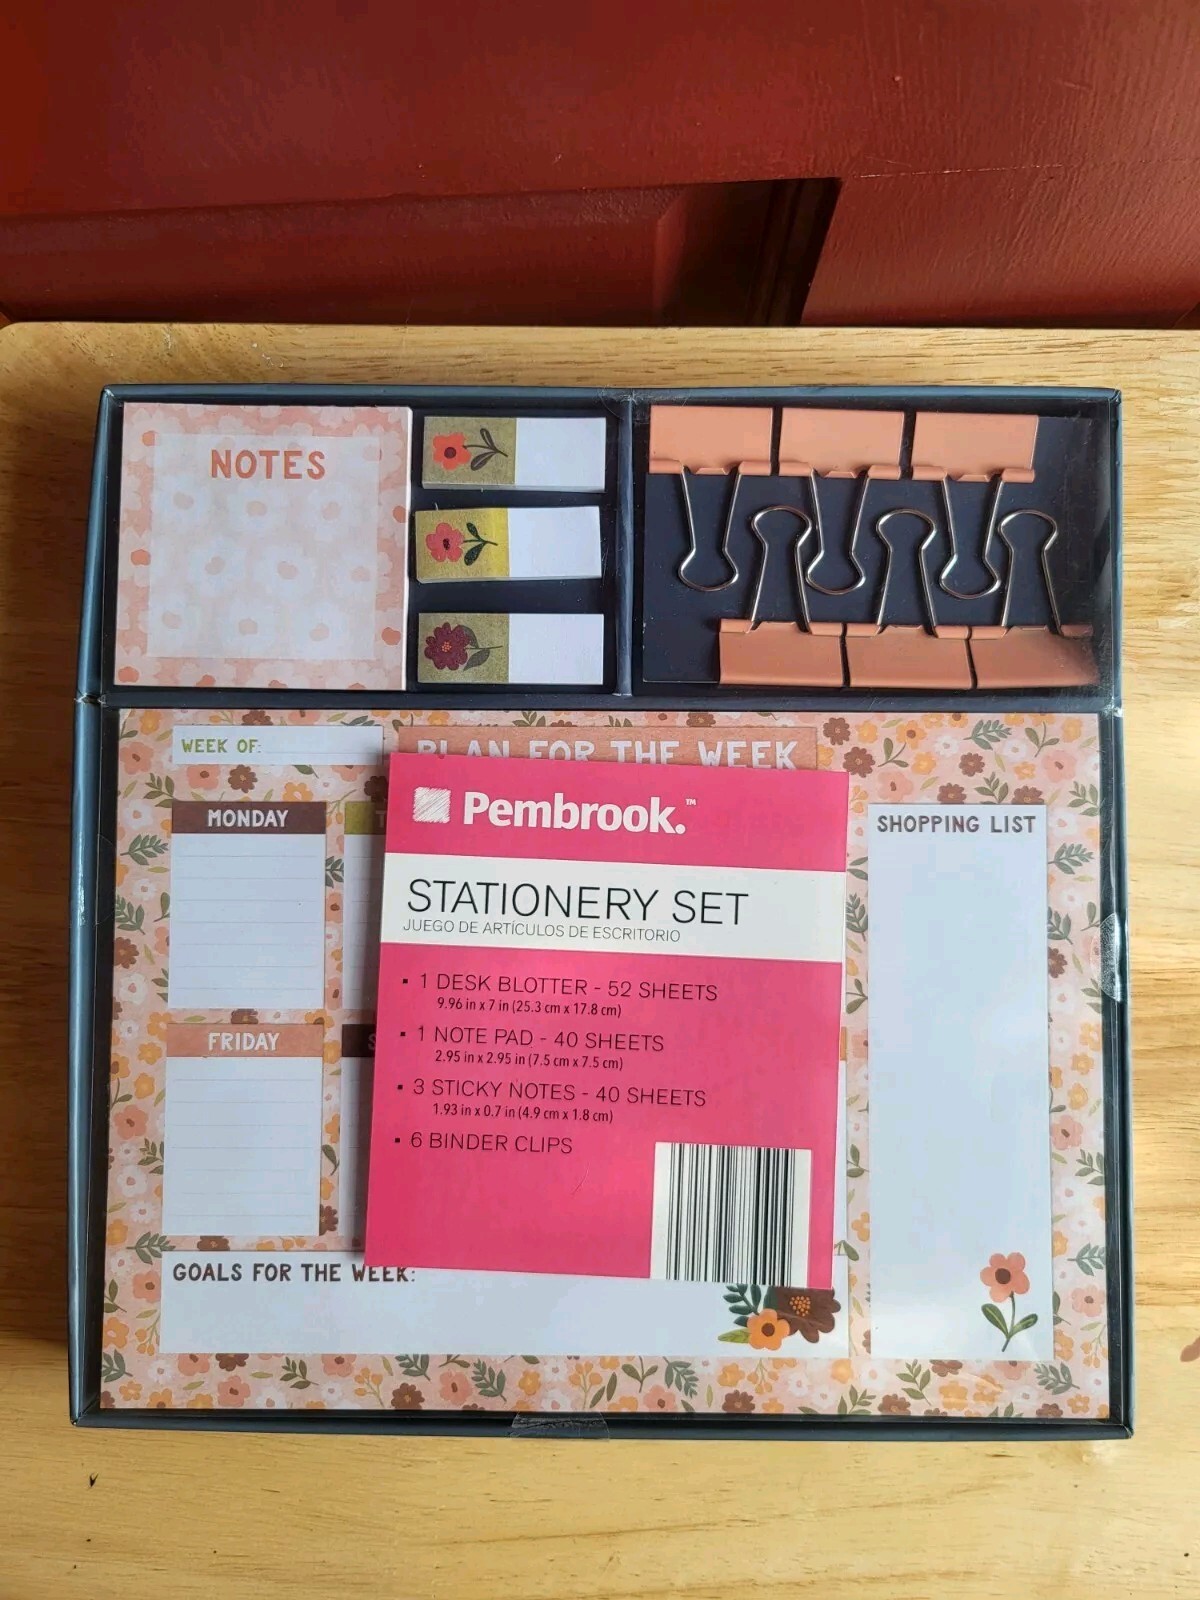 NOTES
WEEK OF:
PLAN FOR THE WEEK
MONDAY
T
SHOPPING LIST
Pembrook.™
STATIONERY SET
JUEGO DE ARTÍCULOS DE ESCRITORIO
▪ 1 DESK BLOTTER - 52 SHEETS
9.96 in x 7 in (25.3 cm x 17.8 cm)
▪ 1 NOTE PAD - 40 SHEETS
2.95 in x 2.95 in (7.5 cm x 7.5 cm)
▪ 3 STICKY NOTES - 40 SHEETS
1.93 in x 0.7 in (4.9 cm x 1.8 cm)
▪ 6 BINDER CLIPS
FRIDAY
S
GOALS FOR THE WEEK: